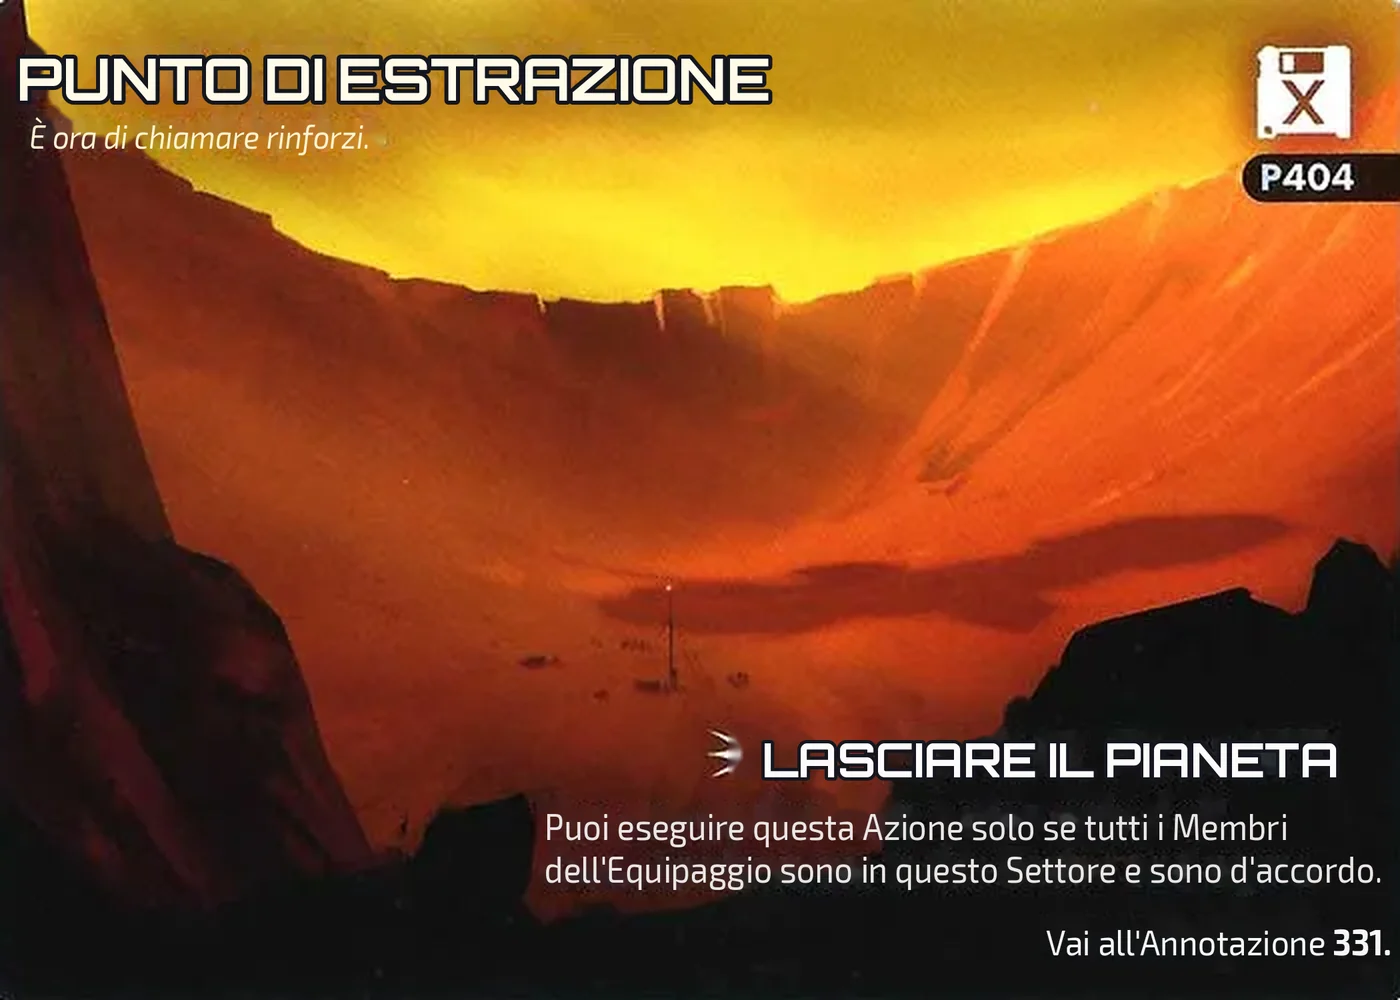 PUNTO DI ESTRAZIONE
È ora di chiamare rinforzi.
X
P404
LASCIARE IL PIANETA
Puoi eseguire questa Azione solo se tutti i Membri
dell'Equipaggio sono in questo Settore e sono d'accordo.
Vai all'Annotazione 331.